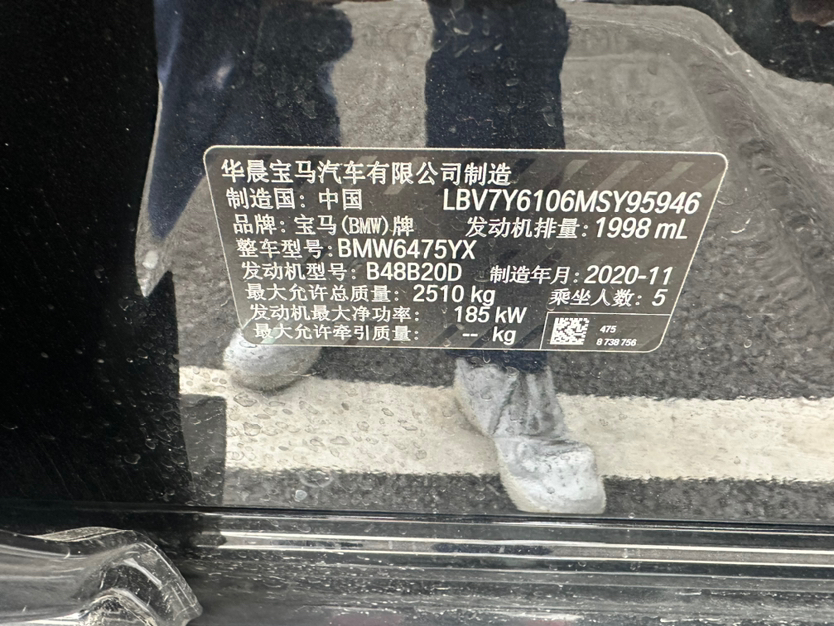 华晨宝马汽车有限公司制造
制造国: 中国 LBV7Y6106MSY95946
品牌: 宝马(BMW)牌 发动机排量: 1998 mL
整车型号: BMW6475YX
发动机型号: B48B20D 制造年月: 2020-11
最大允许总质量: 2510 kg 乘坐人数: 5
发动机最大净功率: 185 kW
最大允许牵引质量: -- kg
475
8 738 756